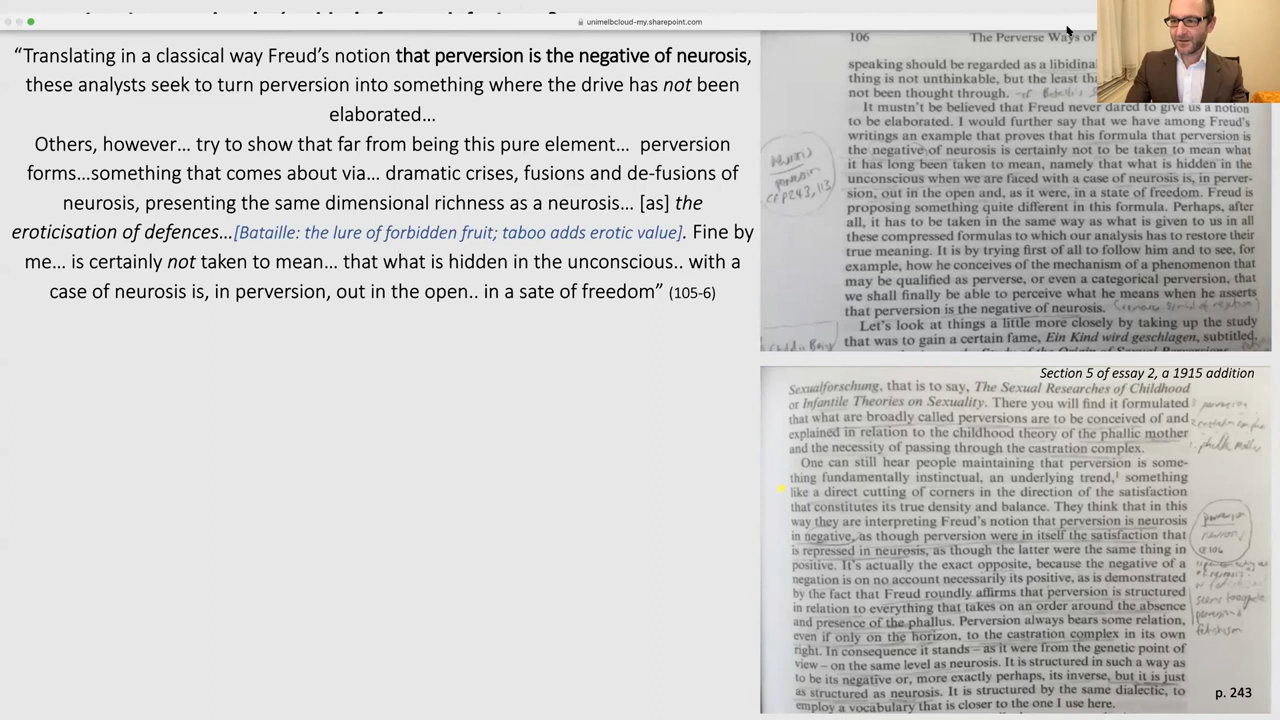 unimelbcloud-my.sharepoint.com
“Translating in a classical way Freud’s notion that perversion is the negative of neurosis,
these analysts seek to turn perversion into something where the drive has not been
elaborated…
Others, however… try to show that far from being this pure element… perversion
forms…something that comes about via… dramatic crises, fusions and de-fusions of
neurosis, presenting the same dimensional richness as a neurosis… [as] the
eroticisation of defences…[Bataille: the lure of forbidden fruit; taboo adds erotic value]. Fine by
me… is certainly not taken to mean… that what is hidden in the unconscious.. with a
case of neurosis is, in perversion, out in the open.. in a sate of freedom” (105-6)
106 The Perverse Ways of
speaking should be regarded as a libidina
thing is not unthinkable, but the least th
not been thought through.
It mustn't be believed that Freud never dared to give us a notion
to be elaborated. I would further say that we have among Freud's
writings an example that proves that his formula that perversion is
the negative of neurosis is certainly not to be taken to mean what
it has long been taken to mean, namely that what is hidden in the
unconscious when we are faced with a case of neurosis is, in perver-
sion, out in the open and, as it were, in a state of freedom. Freud is
proposing something quite different in this formula. Perhaps, after
all, it has to be taken in the same way as what is given to us in all
these compressed formulas to which our analysis has to restore their
true meaning. It is by trying first of all to follow him and to see, for
example, how he conceives of the mechanism of a phenomenon that
may be qualified as perverse, or even a categorical perversion, that
we shall finally be able to perceive what he means when he asserts
that perversion is the negative of neurosis.
Let's look at things a little more closely by taking up the study
that was to gain a certain fame, Ein Kind wird geschlagen, subtitled,
Section 5 of essay 2, a 1915 addition
Sexualforschung, that is to say, The Sexual Researches of Childhood
or Infantile Theories on Sexuality. There you will find it formulated
that what are broadly called perversions are to be conceived of and
explained in relation to the childhood theory of the phallic mother
and the necessity of passing through the castration complex.
One can still hear people maintaining that perversion is some-
thing fundamentally instinctual, an underlying trend,¹ something
like a direct cutting of corners in the direction of the satisfaction
that constitutes its true density and balance. They think that in this
way they are interpreting Freud's notion that perversion is neurosis
in negative, as though perversion were in itself the satisfaction that
is repressed in neurosis, as though the latter were the same thing in
positive. It's actually the exact opposite, because the negative of a
negation is on no account necessarily its positive, as is demonstrated
by the fact that Freud roundly affirms that perversion is structured
in relation to everything that takes on an order around the absence
and presence of the phallus. Perversion always bears some relation,
even if only on the horizon, to the castration complex in its own
right. In consequence it stands – as it were from the genetic point of
view – on the same level as neurosis. It is structured in such a way as
to be its negative or, more exactly perhaps, its inverse, but it is just
as structured as neurosis. It is structured by the same dialectic, to
employ a vocabulary that is closer to the one I use here.
p. 243